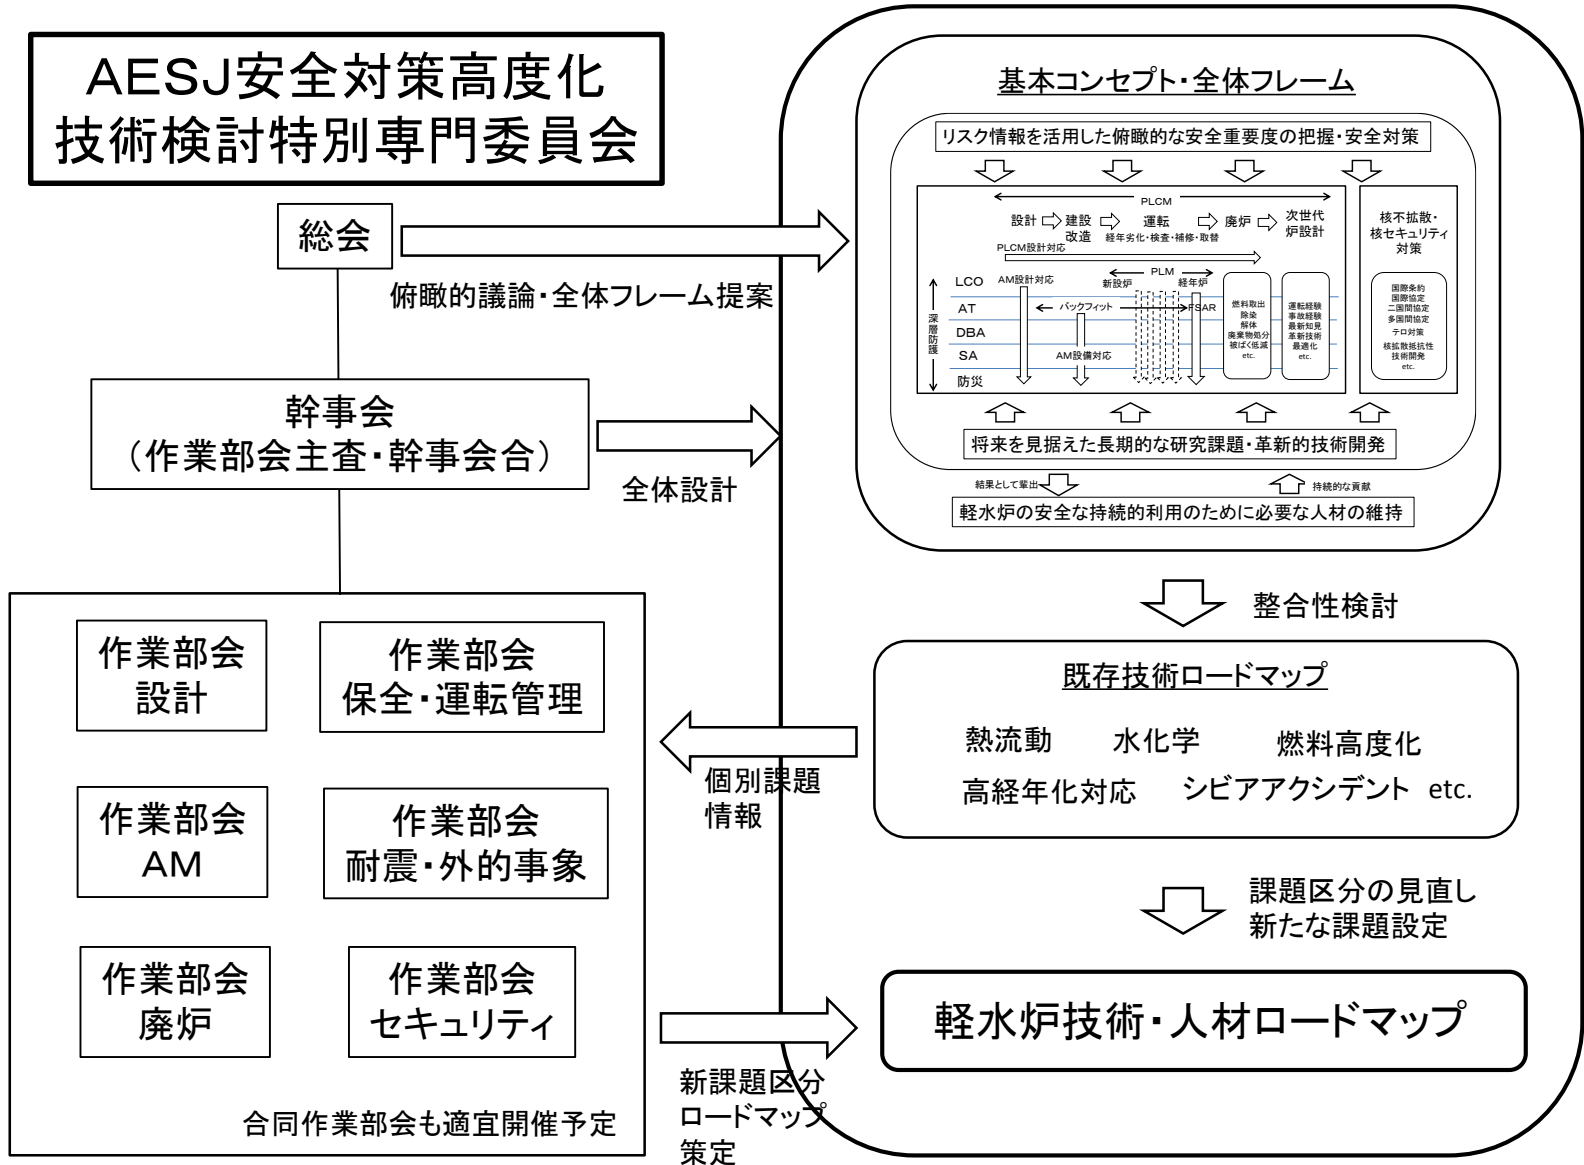 AESJ安全対策高度化
技術検討特別専門委員会
総会
俯瞰的議論・全体フレーム提案
幹事会
（作業部会主査・幹事会合）
全体設計
作業部会
設計
作業部会
保全・運転管理
作業部会
AM
作業部会
耐震・外的事象
作業部会
廃炉
作業部会
セキュリティ
合同作業部会も適宜開催予定
個別課題
情報
新課題区分
ロードマップ
策定
基本コンセプト・全体フレーム
リスク情報を活用した俯瞰的な安全重要度の把握・安全対策
PLCM
設計
建設
改造
運転
経年劣化・検査・補修・取替
廃炉
次世代
炉設計
PLCM設計対応
PLM
新設炉
経年炉
深層防護
LCO
AT
DBA
SA
防災
AM設計対応
バックフィット
FSAR
AM設備対応
燃料取出
除染
解体
廃棄物処分
被ばく低減
etc.
運転経験
事故経験
最新知見
革新技術
最適化
etc.
核不拡散・
核セキュリティ
対策
国際条約
国際協定
二国間協定
多国間協定
テロ対策
核拡散抵抗性
技術開発
etc.
将来を見据えた長期的な研究課題・革新的技術開発
結果として輩出
持続的な貢献
軽水炉の安全な持続的利用のために必要な人材の維持
整合性検討
既存技術ロードマップ
熱流動 水化学 燃料高度化
高経年化対応 シビアアクシデント etc.
課題区分の見直し
新たな課題設定
軽水炉技術・人材ロードマップ